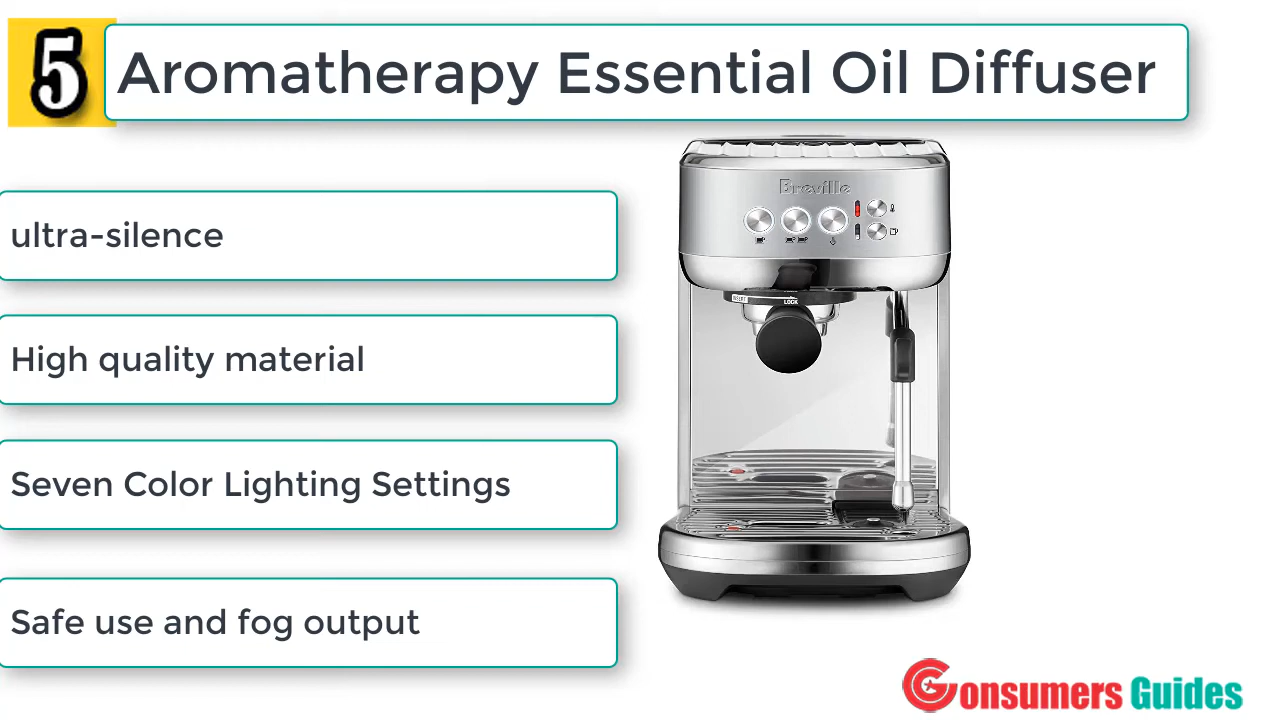 5
Aromatherapy Essential Oil Diffuser
Breville
INSERT LOCK
ultra-silence
High quality material
Seven Color Lighting Settings
Safe use and fog output
Gonsumers Guides